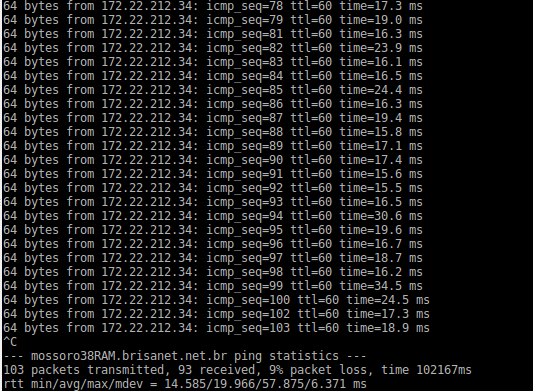 64 bytes from 172.22.212.34: icmp_seq=78 ttl=60 time=17.3 ms
64 bytes from 172.22.212.34: icmp_seq=79 ttl=60 time=19.0 ms
64 bytes from 172.22.212.34: icmp_seq=81 ttl=60 time=16.3 ms
64 bytes from 172.22.212.34: icmp_seq=82 ttl=60 time=23.9 ms
64 bytes from 172.22.212.34: icmp_seq=83 ttl=60 time=16.1 ms
64 bytes from 172.22.212.34: icmp_seq=84 ttl=60 time=16.5 ms
64 bytes from 172.22.212.34: icmp_seq=85 ttl=60 time=24.4 ms
64 bytes from 172.22.212.34: icmp_seq=86 ttl=60 time=16.3 ms
64 bytes from 172.22.212.34: icmp_seq=87 ttl=60 time=19.4 ms
64 bytes from 172.22.212.34: icmp_seq=88 ttl=60 time=15.8 ms
64 bytes from 172.22.212.34: icmp_seq=89 ttl=60 time=17.1 ms
64 bytes from 172.22.212.34: icmp_seq=90 ttl=60 time=17.4 ms
64 bytes from 172.22.212.34: icmp_seq=91 ttl=60 time=15.6 ms
64 bytes from 172.22.212.34: icmp_seq=92 ttl=60 time=15.5 ms
64 bytes from 172.22.212.34: icmp_seq=93 ttl=60 time=16.5 ms
64 bytes from 172.22.212.34: icmp_seq=94 ttl=60 time=30.6 ms
64 bytes from 172.22.212.34: icmp_seq=95 ttl=60 time=19.6 ms
64 bytes from 172.22.212.34: icmp_seq=96 ttl=60 time=16.7 ms
64 bytes from 172.22.212.34: icmp_seq=97 ttl=60 time=18.7 ms
64 bytes from 172.22.212.34: icmp_seq=98 ttl=60 time=16.2 ms
64 bytes from 172.22.212.34: icmp_seq=99 ttl=60 time=34.5 ms
64 bytes from 172.22.212.34: icmp_seq=100 ttl=60 time=24.5 ms
64 bytes from 172.22.212.34: icmp_seq=102 ttl=60 time=17.3 ms
64 bytes from 172.22.212.34: icmp_seq=103 ttl=60 time=18.9 ms
^C
--- mossoro38RAM.brisanet.net.br ping statistics ---
103 packets transmitted, 93 received, 9% packet loss, time 102167ms
rtt min/avg/max/mdev = 14.585/19.966/57.875/6.371 ms